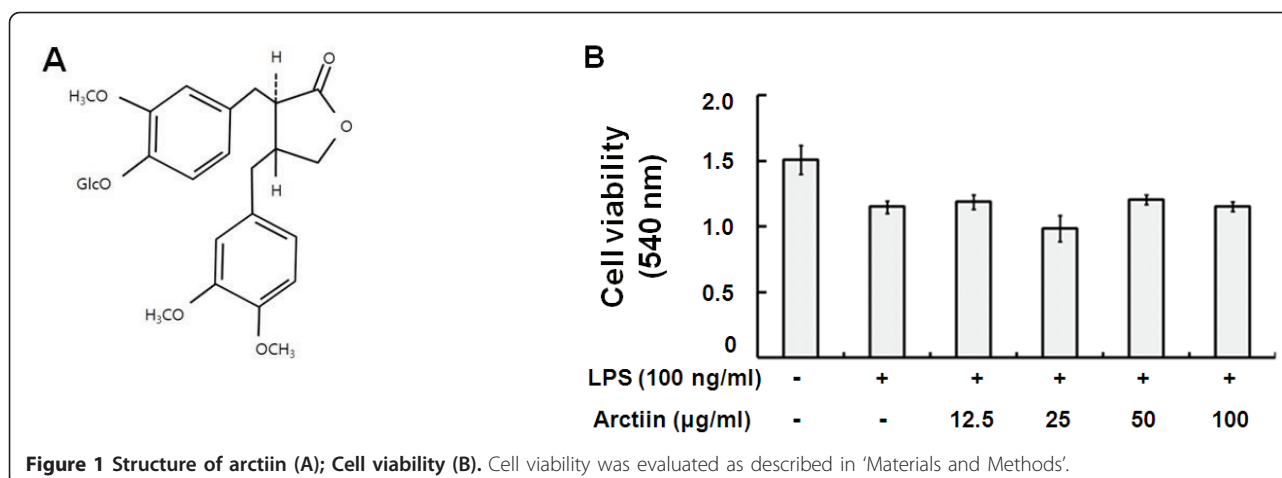 A
H
O
H₃CO
O
GlcO
H
H₃CO
OCH₃
B
Cell viability
(540 nm)
2.0
1.5
1.0
0.5
0
LPS (100 ng/ml) - + + + + +
Arctiin (µg/ml) - - 12.5 25 50 100
Figure 1 Structure of arctiin (A); Cell viability (B). Cell viability was evaluated as described in ‘Materials and Methods’.